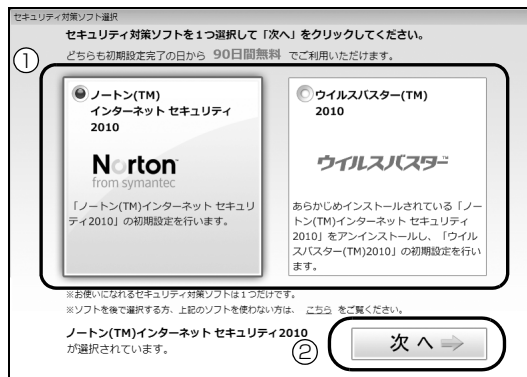 セキュリティ対策ソフト選択
セキュリティ対策ソフトを1つ選択して「次へ」をクリックしてください。
どちらも初期設定完了の日から 90日間無料 でご利用いただけます。
①
ノートン(TM)
インターネット セキュリティ
2010
Norton
from symantec
「ノートン(TM)インターネット セキュリ
ティ2010」の初期設定を行います。
ウイルスバスター(TM)
2010
ウイルスバスター™
あらかじめインストールされている「ノー
トン(TM)インターネット セキュリティ
2010」をアンインストールし、「ウイル
スバスター(TM)2010」の初期設定を行い
ます。
※お使いになれるセキュリティ対策ソフトは1つだけです。
※ソフトを後で選択する方、上記のソフトを使わない方は、 こちら をご覧ください。
ノートン(TM)インターネット セキュリティ2010
が選択されています。
②
次 へ